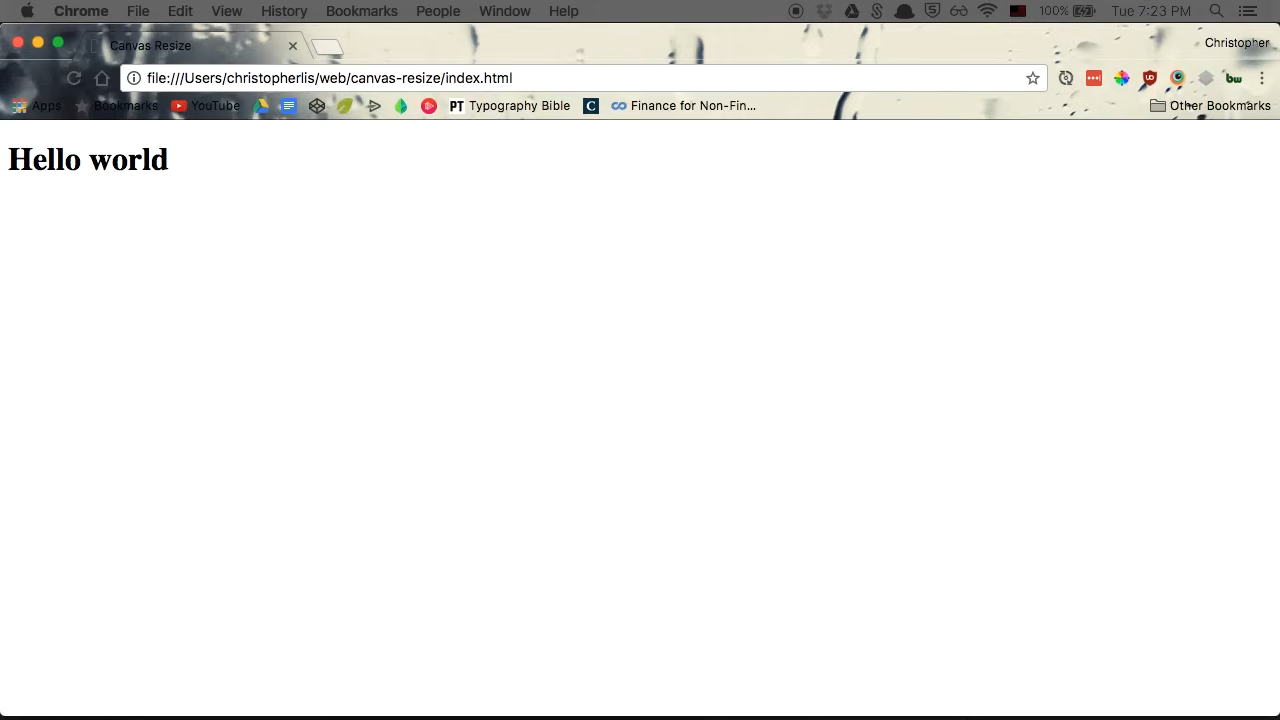 Chrome File Edit View History Bookmarks People Window Help 100% Tue 7:23 PM
Canvas Resize Christopher
file:///Users/christopherlis/web/canvas-resize/index.html
Apps Bookmarks YouTube PT Typography Bible C Finance for Non-Fin... Other Bookmarks
Hello world